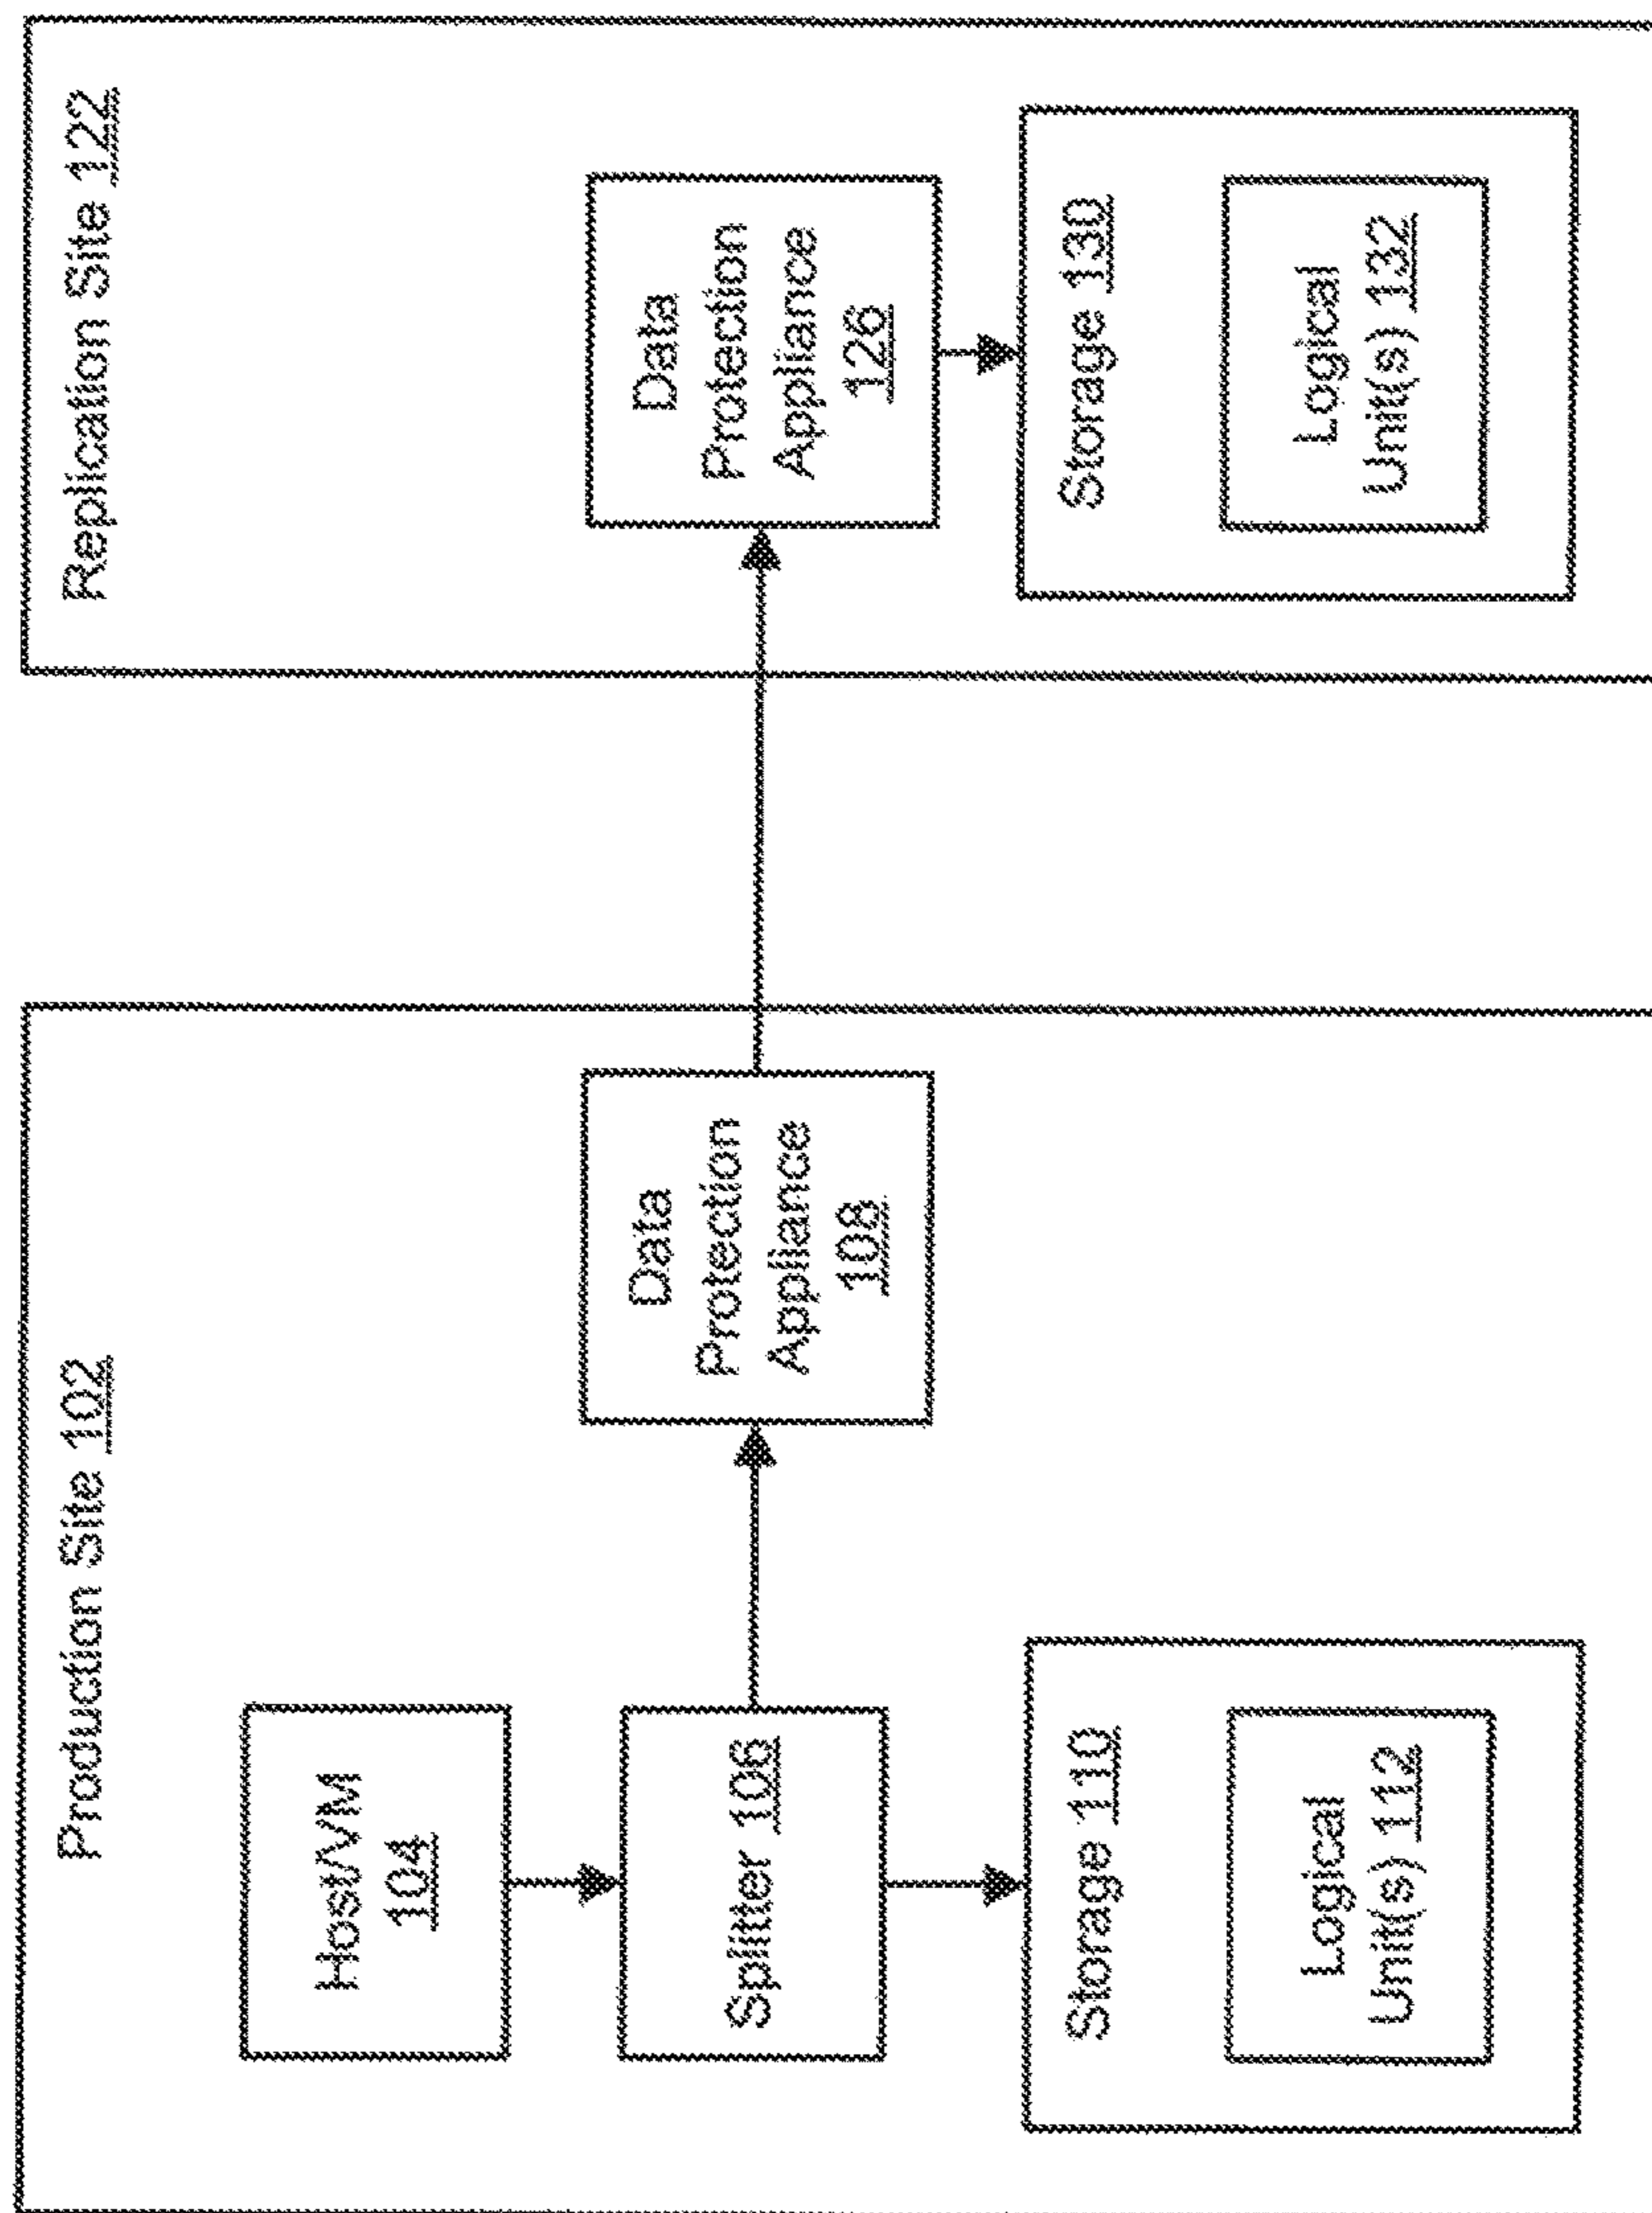 Production Site 102
Host/VM
104
Splitter 106
Data
Protection
Appliance
108
Storage 110
Logical
Unit(s) 112
Replication Site 122
Data
Protection
Appliance
126
Storage 130
Logical
Unit(s) 132